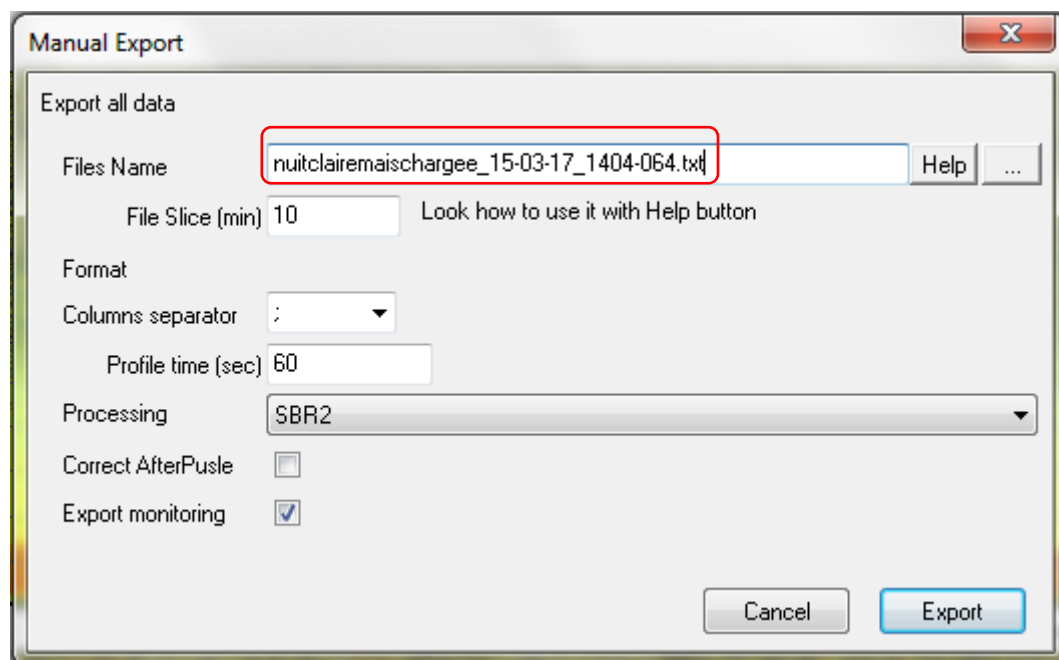 Manual Export
Export all data
Files Name nuitclairemaischargee_15-03-17_1404-064.txt Help ...
File Slice (min) 10 Look how to use it with Help button
Format
Columns separator ;
Profile time (sec) 60
Processing SBR2
Correct AfterPusle
Export monitoring
Cancel Export